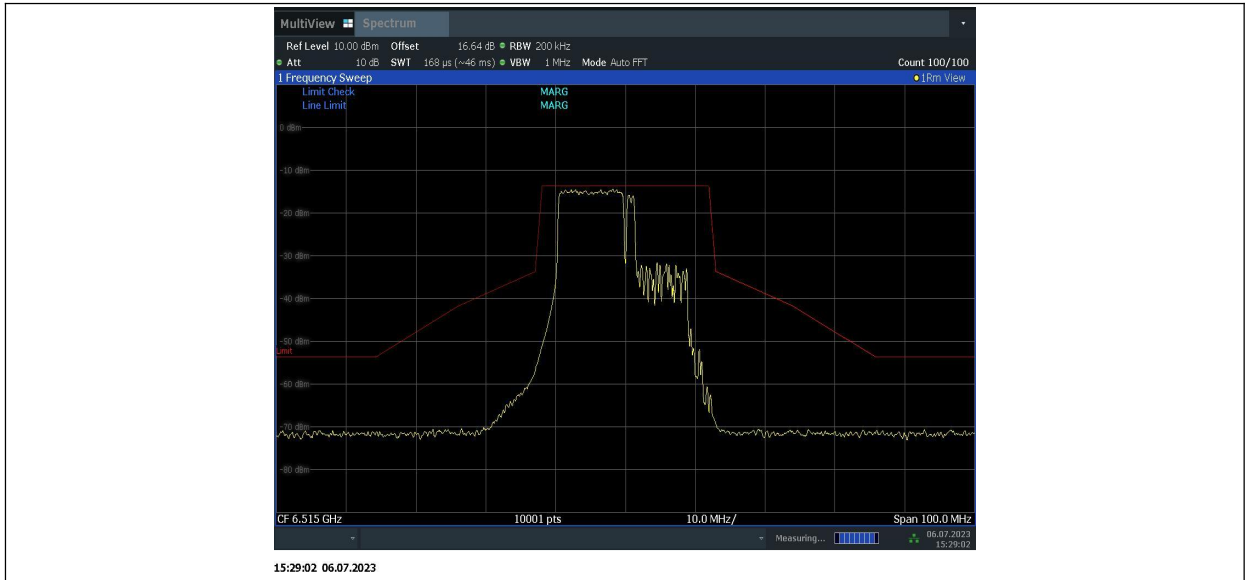 MultiView Spectrum
Ref Level 10.00 dBm Offset 16.64 dB RBW 200 kHz
Att 10 dB SWT 168 µs (~46 ms) VBW 1 MHz Mode Auto FFT Count 100/100
1 Frequency Sweep 1Rm View
Limit Check MARG
Line Limit MARG
0 dBm
-10 dBm
-20 dBm
-30 dBm
-40 dBm
-50 dBm
Limit
-60 dBm
-70 dBm
-80 dBm
CF 6.515 GHz 10001 pts 10.0 MHz/ Span 100.0 MHz
Measuring... 06.07.2023
15:29:02
15:29:02 06.07.2023